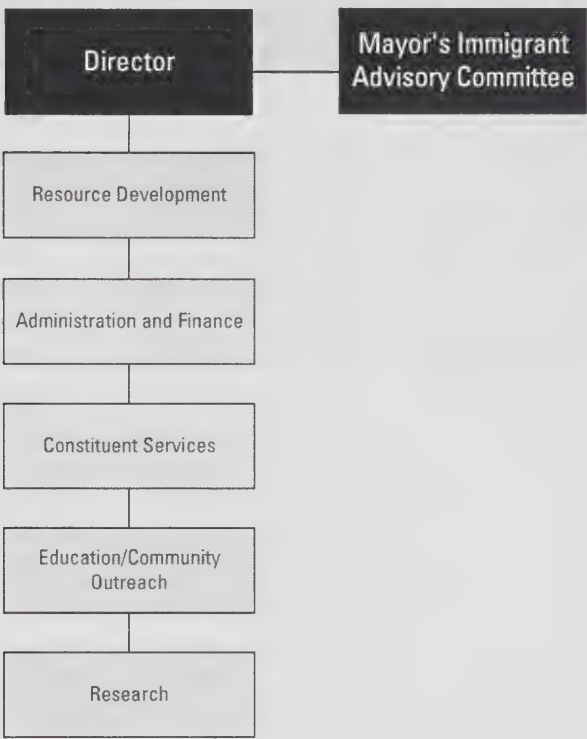 Director
Mayor's Immigrant
Advisory Committee
Resource Development
Administration and Finance
Constituent Services
Education/Community
Outreach
Research